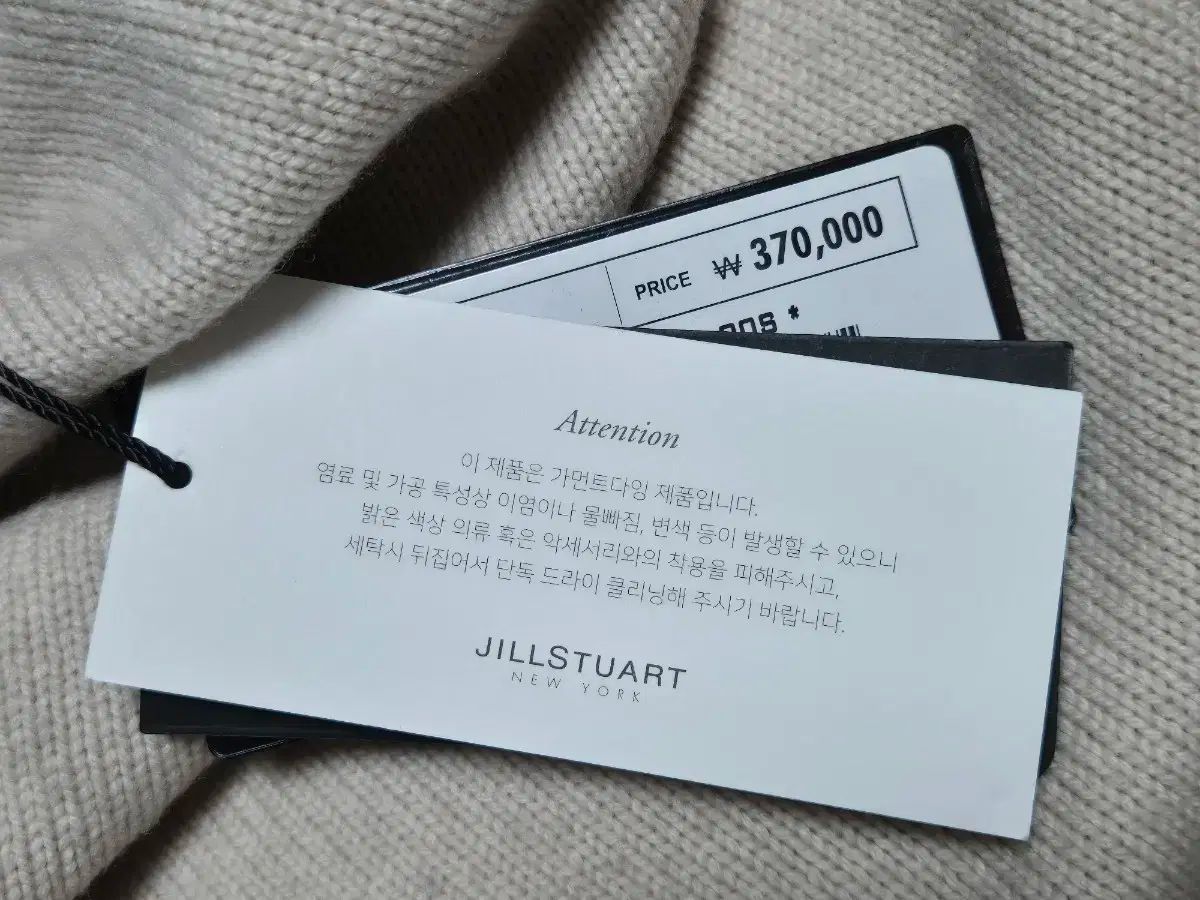 PRICE ₩ 370,000
Attention
이 제품은 가먼트다잉 제품입니다.
염료 및 가공 특성상 이염이나 물빠짐, 변색 등이 발생할 수 있으니
밝은 색상 의류 혹은 악세서리와의 착용을 피해주시고,
세탁시 뒤집어서 단독 드라이 클리닝해 주시기 바랍니다.
JILLSTUART
NEW YORK